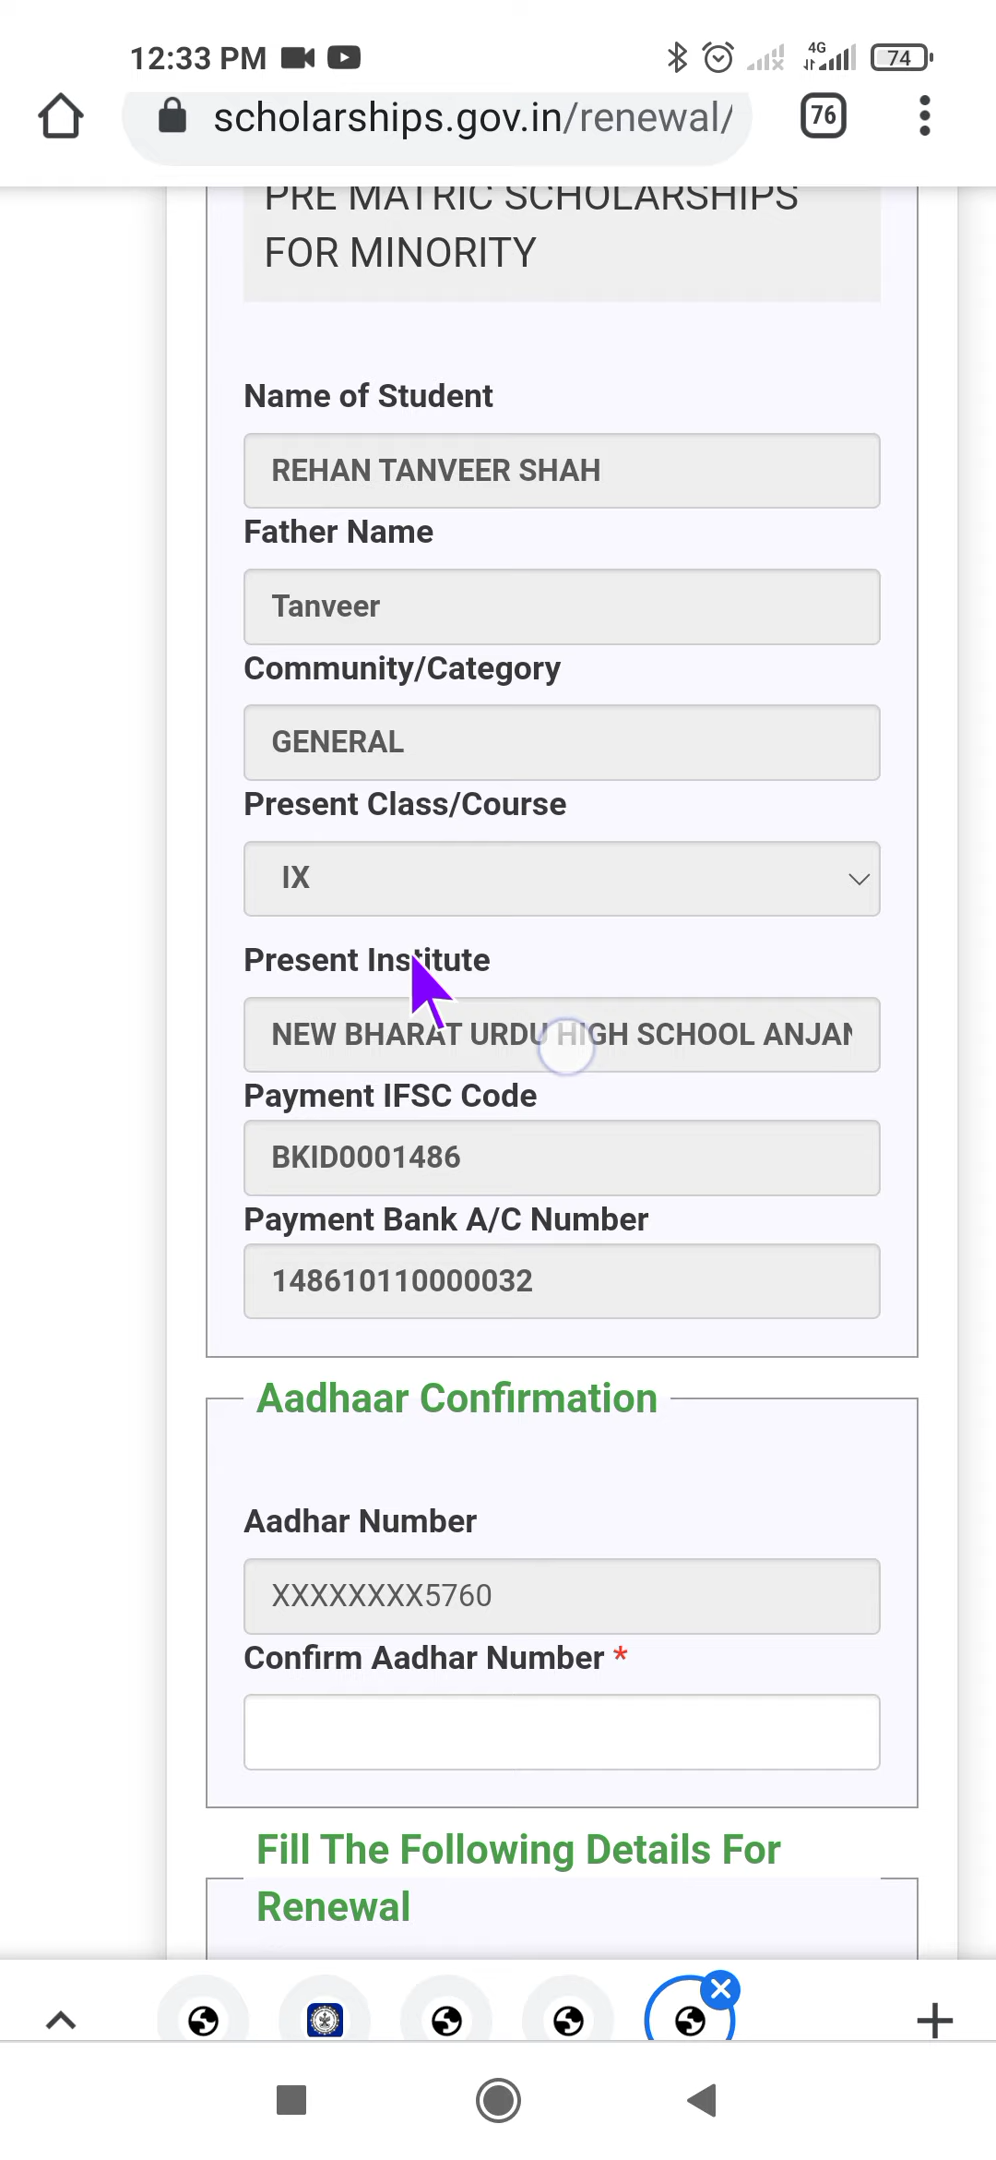 12:33 PM
4G
74
scholarships.gov.in/renewal/
76
PRE MATRIC SCHOLARSHIPS
FOR MINORITY
Name of Student
REHAN TANVEER SHAH
Father Name
Tanveer
Community/Category
GENERAL
Present Class/Course
IX
Present Institute
NEW BHARAT URDU HIGH SCHOOL ANJAN
Payment IFSC Code
BKID0001486
Payment Bank A/C Number
148610110000032
Aadhaar Confirmation
Aadhar Number
XXXXXXXX5760
Confirm Aadhar Number *
Fill The Following Details For
Renewal